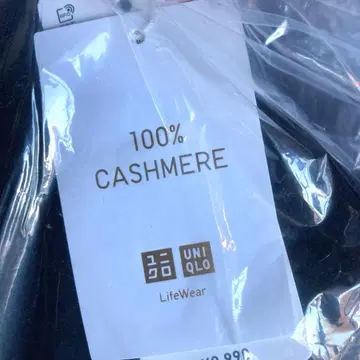 100%
CASHMERE
ユニ UNI
クロ QLO
LifeWear